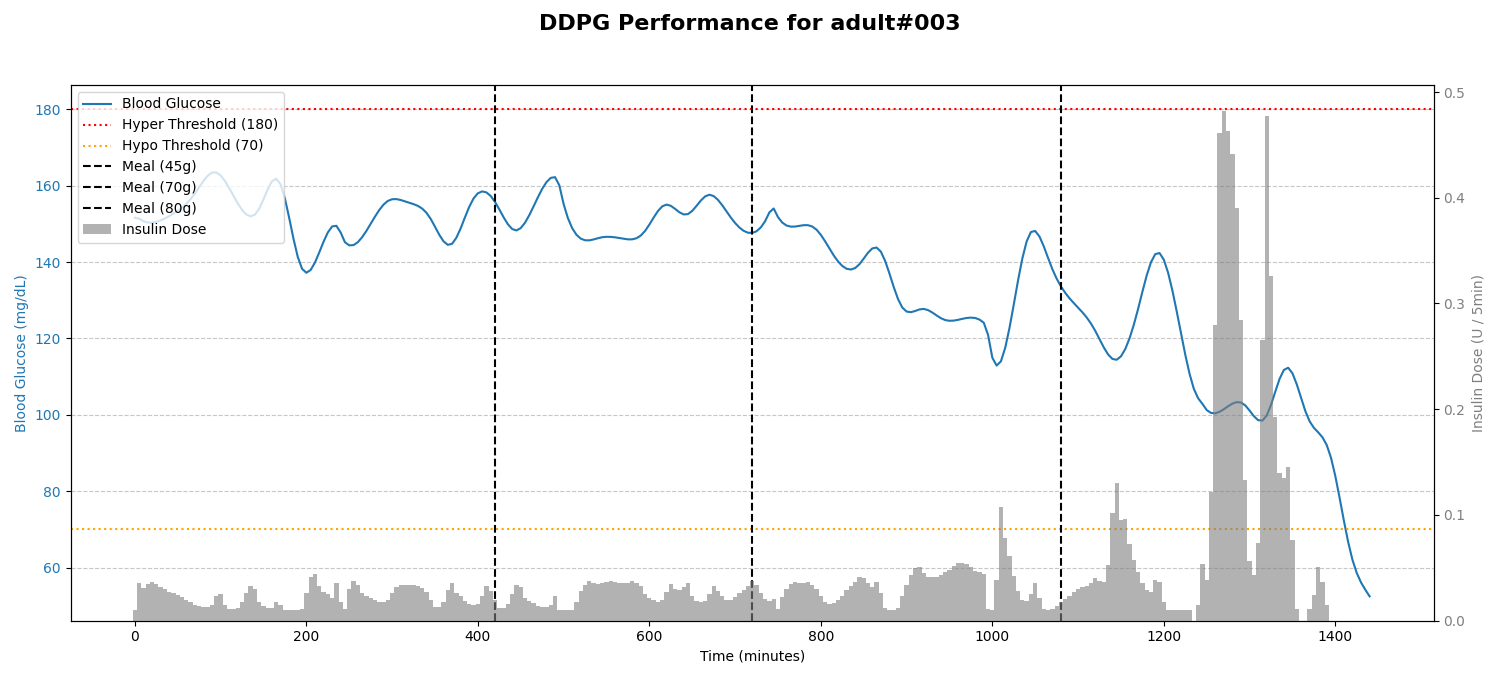 DDPG Performance for adult#003
Blood Glucose
Hyper Threshold (180)
Hypo Threshold (70)
Meal (45g)
Meal (70g)
Meal (80g)
Insulin Dose
180
160
140
120
100
80
60
Blood Glucose (mg/dL)
0.5
0.4
0.3
0.2
0.1
0.0
Insulin Dose (U / 5min)
0 200 400 600 800 1000 1200 1400
Time (minutes)